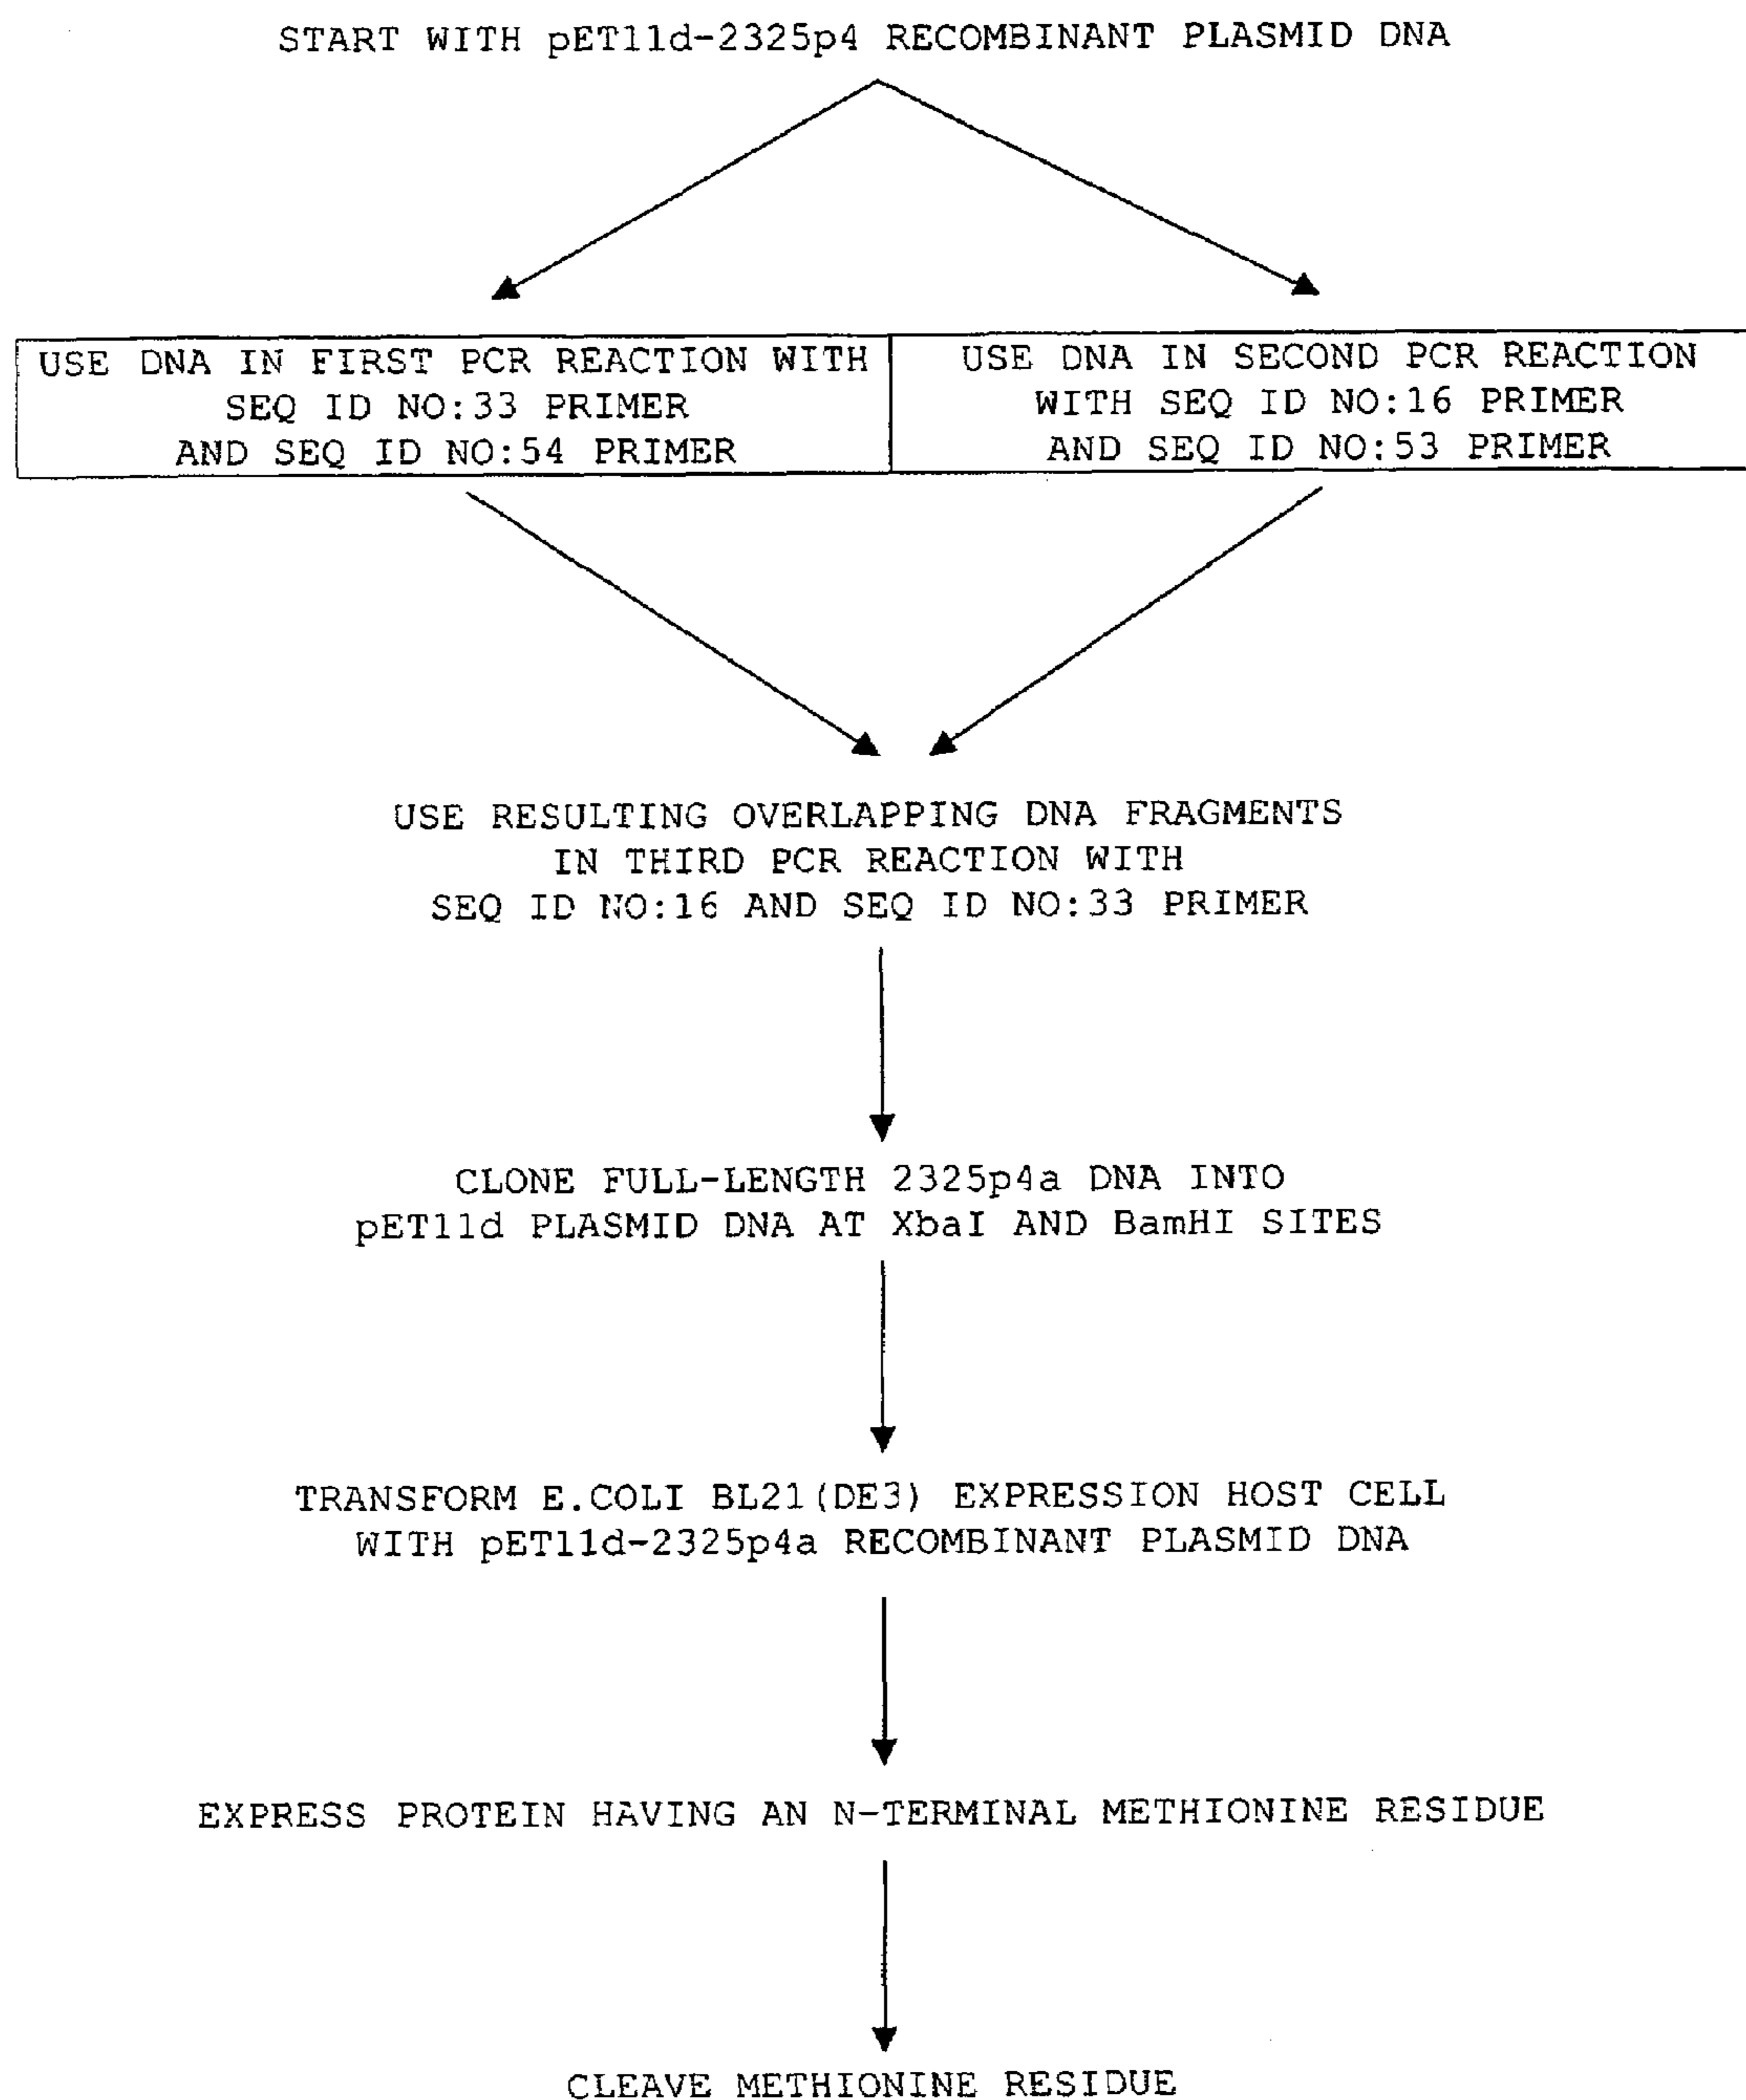 START WITH pET11d-2325p4 RECOMBINANT PLASMID DNA
USE DNA IN FIRST PCR REACTION WITH
SEQ ID NO:33 PRIMER
AND SEQ ID NO:54 PRIMER
USE DNA IN SECOND PCR REACTION
WITH SEQ ID NO:16 PRIMER
AND SEQ ID NO:53 PRIMER
USE RESULTING OVERLAPPING DNA FRAGMENTS
IN THIRD PCR REACTION WITH
SEQ ID NO:16 AND SEQ ID NO:33 PRIMER
CLONE FULL-LENGTH 2325p4a DNA INTO
pET11d PLASMID DNA AT XbaI AND BamHI SITES
TRANSFORM E.COLI BL21(DE3) EXPRESSION HOST CELL
WITH pET11d-2325p4a RECOMBINANT PLASMID DNA
EXPRESS PROTEIN HAVING AN N-TERMINAL METHIONINE RESIDUE
CLEAVE METHIONINE RESIDUE